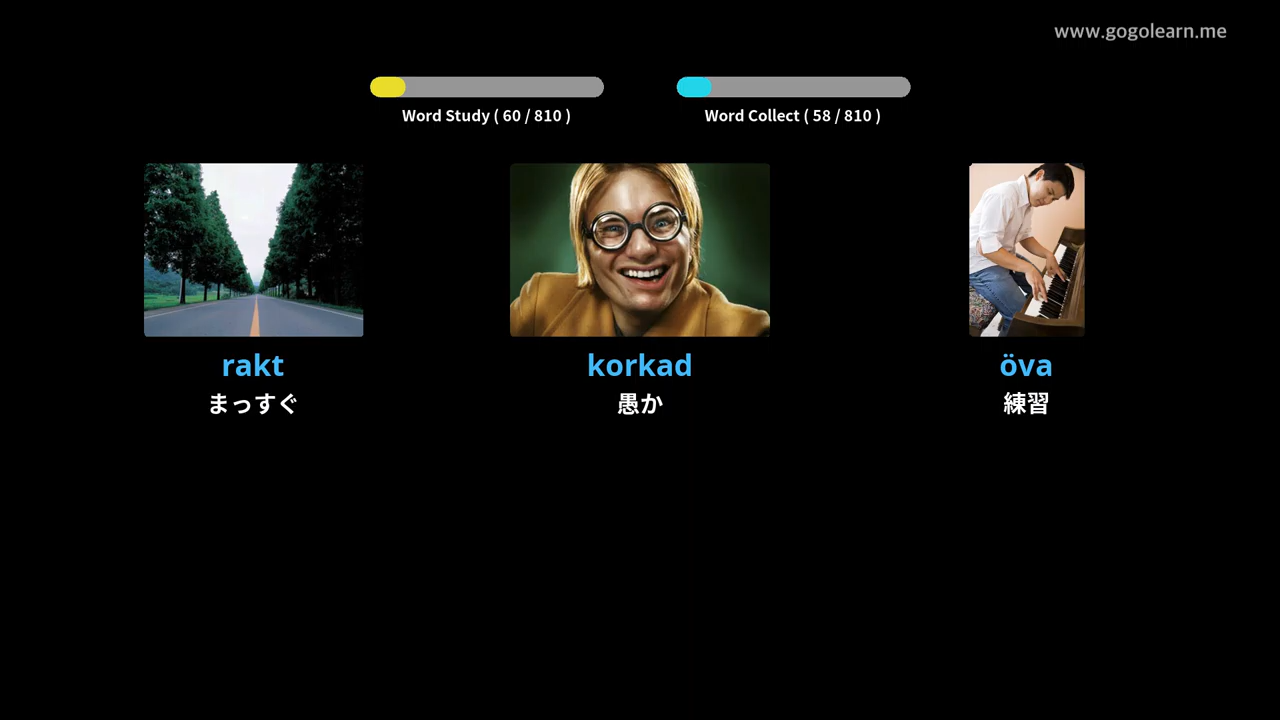 www.gogolearn.me
Word Study ( 60 / 810 )
Word Collect ( 58 / 810 )
rakt
まっすぐ
korkad
愚か
öva
練習